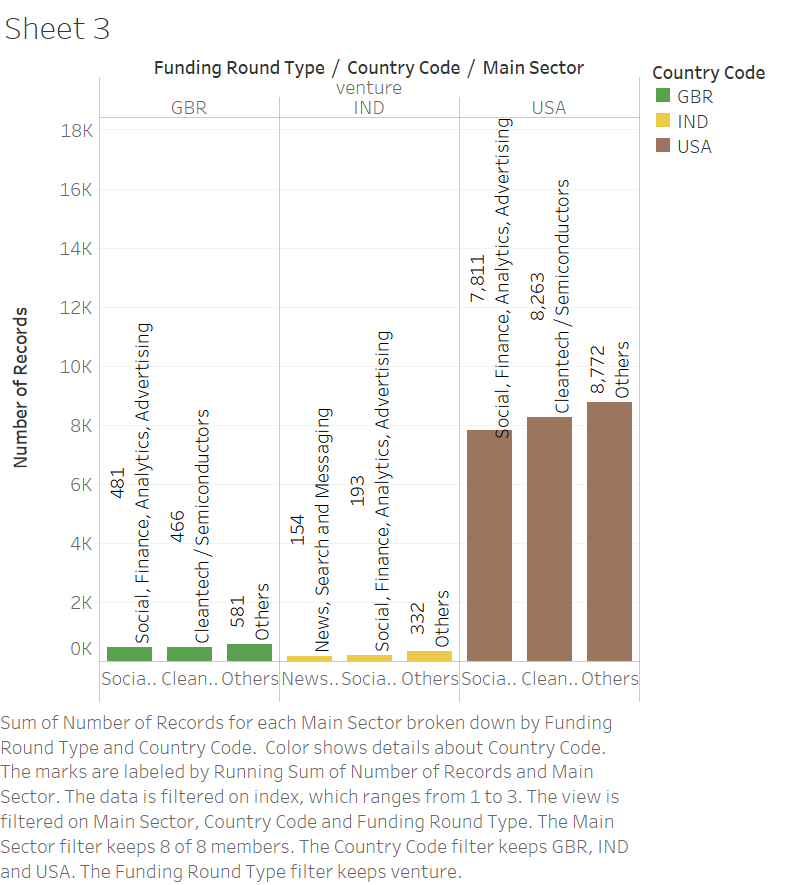 Sheet 3
Funding Round Type / Country Code / Main Sector
venture
GBR
IND
USA
Country Code
GBR
IND
USA
Number of Records
18K
16K
14K
12K
10K
8K
6K
4K
2K
0K
481
Social, Finance, Analytics, Advertising
466
Cleantech / Semiconductors
581
Others
154
News, Search and Messaging
193
Social, Finance, Analytics, Advertising
332
Others
7,811
Social, Finance, Analytics, Advertising
8,263
Cleantech / Semiconductors
8,772
Others
Socia.. Clean.. Others News.. Socia.. Others Socia.. Clean.. Others
Sum of Number of Records for each Main Sector broken down by Funding
Round Type and Country Code.  Color shows details about Country Code.
The marks are labeled by Running Sum of Number of Records and Main
Sector. The data is filtered on index, which ranges from 1 to 3. The view is
filtered on Main Sector, Country Code and Funding Round Type. The Main
Sector filter keeps 8 of 8 members. The Country Code filter keeps GBR, IND
and USA. The Funding Round Type filter keeps venture.